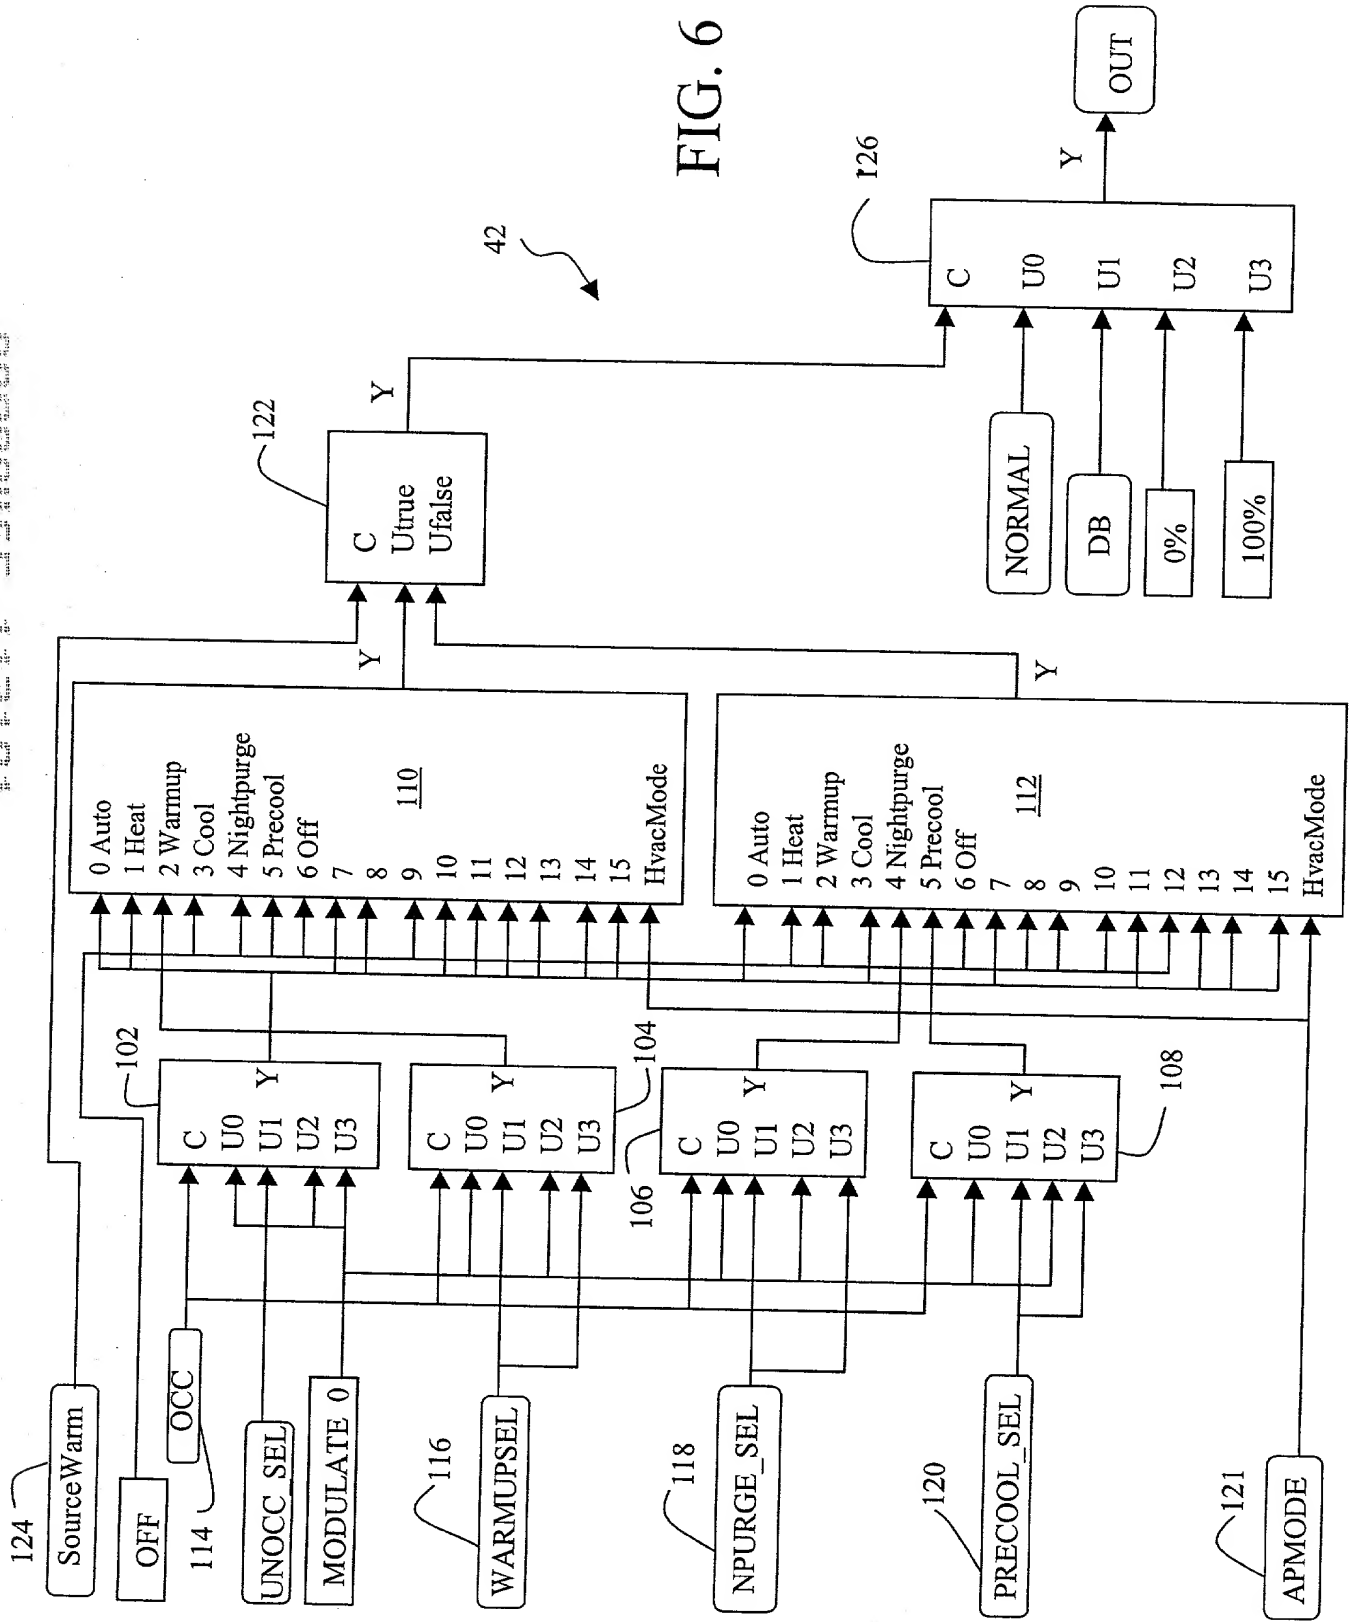 FIG. 6
42
124
SourceWarm
OFF
OCC
114
UNOCC_SEL
MODULATE 0
116
WARMUPSEL
118
NPURGE_SEL
120
PRECOOL_SEL
121
APMODE
102
C
U0
U1 Y
U2
U3
104
C
U0
U1 Y
U2
U3
106
C
U0
U1 Y
U2
U3
108
C
U0
U1 Y
U2
U3
0 Auto
1 Heat
2 Warmup
3 Cool
4 Nightpurge
5 Precool
6 Off
7
8
9
10
11
12
13
14
15
HvacMode
110
Y
0 Auto
1 Heat
2 Warmup
3 Cool
4 Nightpurge
5 Precool
6 Off
7
8
9
10
11
12
13
14
15
HvacMode
112
Y
122
C
Utrue
Ufalse
Y
NORMAL
DB
0%
100%
126
C
U0
U1
U2
U3
Y
OUT